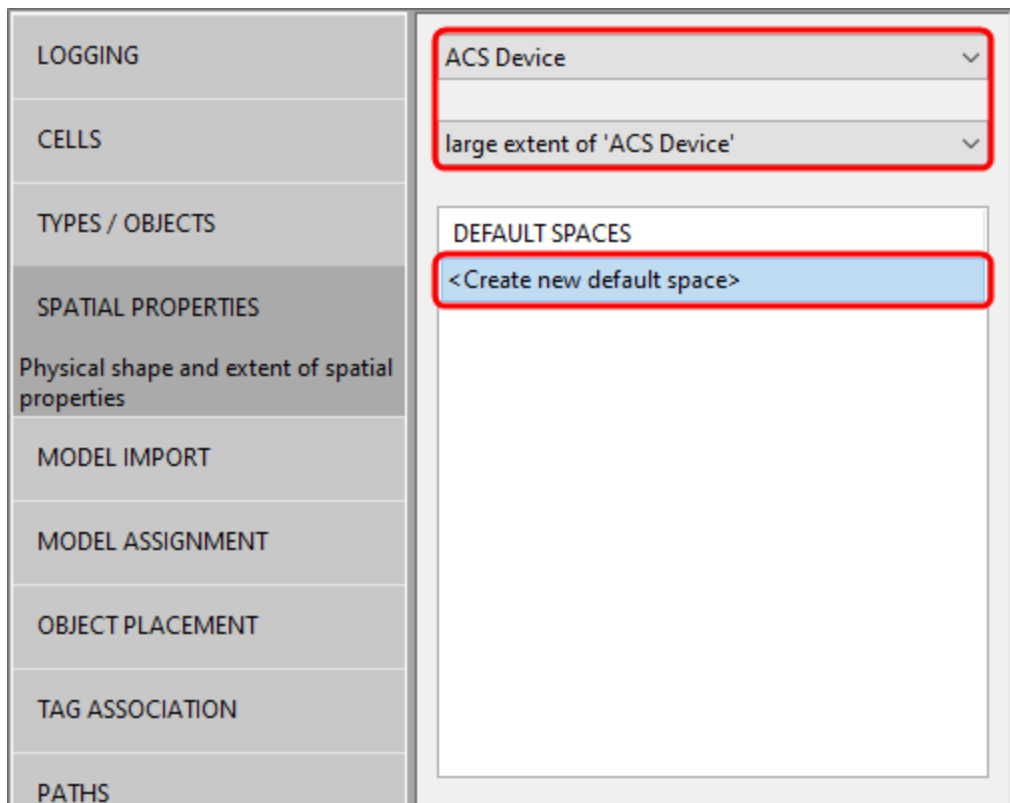 LOGGING
CELLS
TYPES / OBJECTS
SPATIAL PROPERTIES
Physical shape and extent of spatial
properties
MODEL IMPORT
MODEL ASSIGNMENT
OBJECT PLACEMENT
TAG ASSOCIATION
PATHS
ACS Device
large extent of 'ACS Device'
DEFAULT SPACES
<Create new default space>